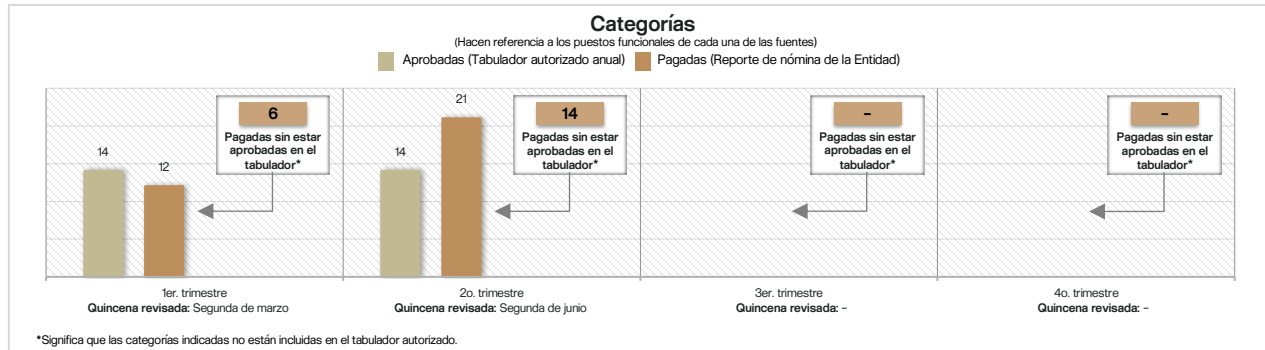 Categorías
(Hacen referencia a los puestos funcionales de cada una de las fuentes)
Aprobadas (Tabulador autorizado anual) Pagadas (Reporte de nómina de la Entidad)
14
12
6
Pagadas sin estar
aprobadas en el
tabulador*
14
21
14
Pagadas sin estar
aprobadas en el
tabulador*
–
Pagadas sin estar
aprobadas en el
tabulador*
–
Pagadas sin estar
aprobadas en el
tabulador*
1er. trimestre
Quincena revisada: Segunda de marzo
2o. trimestre
Quincena revisada: Segunda de junio
3er. trimestre
Quincena revisada: –
4o. trimestre
Quincena revisada: –
*Significa que las categorías indicadas no están incluidas en el tabulador autorizado.